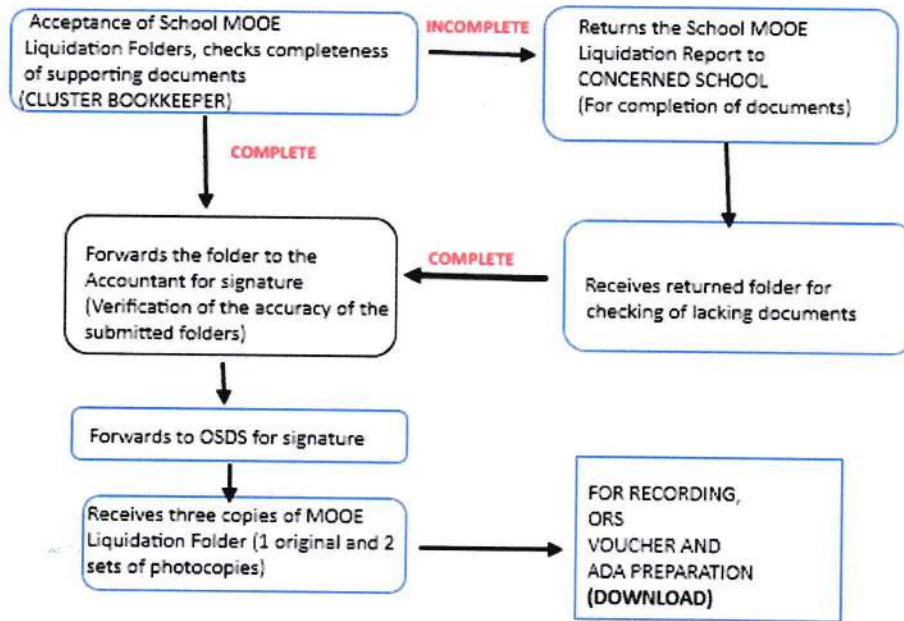 Acceptance of School MOOE
Liquidation Folders, checks completeness
of supporting documents
(CLUSTER BOOKKEEPER)
INCOMPLETE
Returns the School MOOE
Liquidation Report to
CONCERNED SCHOOL
(For completion of documents)
COMPLETE
Forwards the folder to the
Accountant for signature
(Verification of the accuracy of the
submitted folders)
COMPLETE
Receives returned folder for
checking of lacking documents
Forwards to OSDS for signature
Receives three copies of MOOE
Liquidation Folder (1 original and 2
sets of photocopies)
FOR RECORDING,
ORS
VOUCHER AND
ADA PREPARATION
(DOWNLOAD)